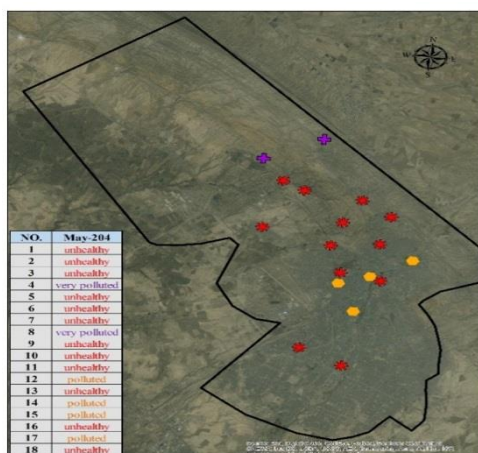 N
W E
S
NO. May-204
1 unhealthy
2 unhealthy
3 unhealthy
4 very polluted
5 unhealthy
6 unhealthy
7 unhealthy
8 very polluted
9 unhealthy
10 unhealthy
11 unhealthy
12 polluted
13 unhealthy
14 polluted
15 polluted
16 unhealthy
17 polluted
18 unhealthy